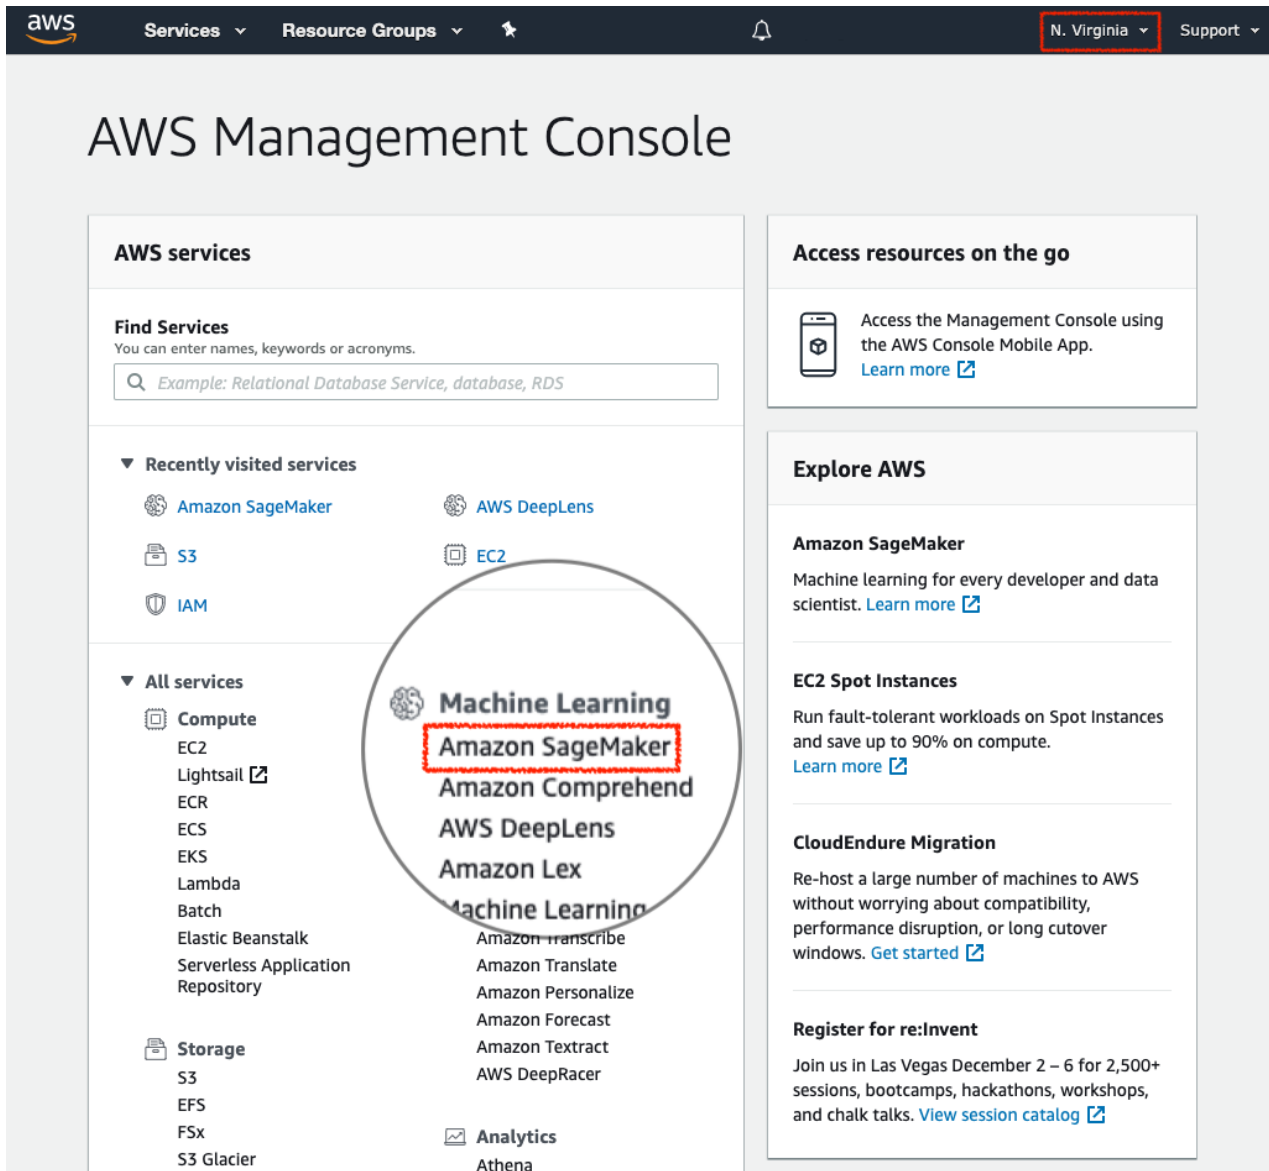 aws
Services
Resource Groups
N. Virginia
Support
AWS Management Console
AWS services
Find Services
You can enter names, keywords or acronyms.
Example: Relational Database Service, database, RDS
Recently visited services
Amazon SageMaker
AWS DeepLens
S3
EC2
IAM
All services
Compute
EC2
Lightsail
ECR
ECS
EKS
Lambda
Batch
Elastic Beanstalk
Serverless Application
Repository
Storage
S3
EFS
FSx
S3 Glacier
Machine Learning
Amazon SageMaker
Amazon Comprehend
AWS DeepLens
Amazon Lex
Machine Learning
Amazon Transcribe
Amazon Translate
Amazon Personalize
Amazon Forecast
Amazon Textract
AWS DeepRacer
Analytics
Athena
Access resources on the go
Access the Management Console using
the AWS Console Mobile App.
Learn more
Explore AWS
Amazon SageMaker
Machine learning for every developer and data
scientist. Learn more
EC2 Spot Instances
Run fault-tolerant workloads on Spot Instances
and save up to 90% on compute.
Learn more
CloudEndure Migration
Re-host a large number of machines to AWS
without worrying about compatibility,
performance disruption, or long cutover
windows. Get started
Register for re:Invent
Join us in Las Vegas December 2 – 6 for 2,500+
sessions, bootcamps, hackathons, workshops,
and chalk talks. View session catalog